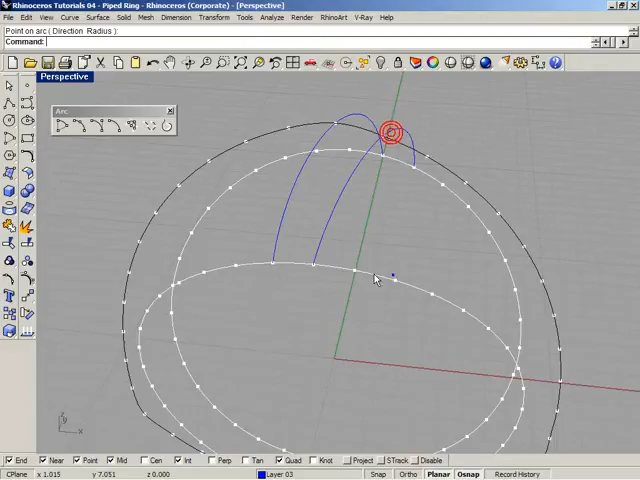 Rhinoceros Tutorials 04 - Piped Ring - Rhinoceros (Corporate) - [Perspective]
File Edit View Curve Surface Solid Mesh Dimension Transform Tools Analyze Render RhinoArt V-Ray Help
Point on arc ( Direction Radius ):
Command:
Perspective
Arc
z
y
x
End Near Point Mid Cen Int Perp Tan Quad Knot Project STrack Disable
CPlane x 1.015 y 7.051 z 0.000 Layer 03 Snap Ortho Planar Osnap Record History